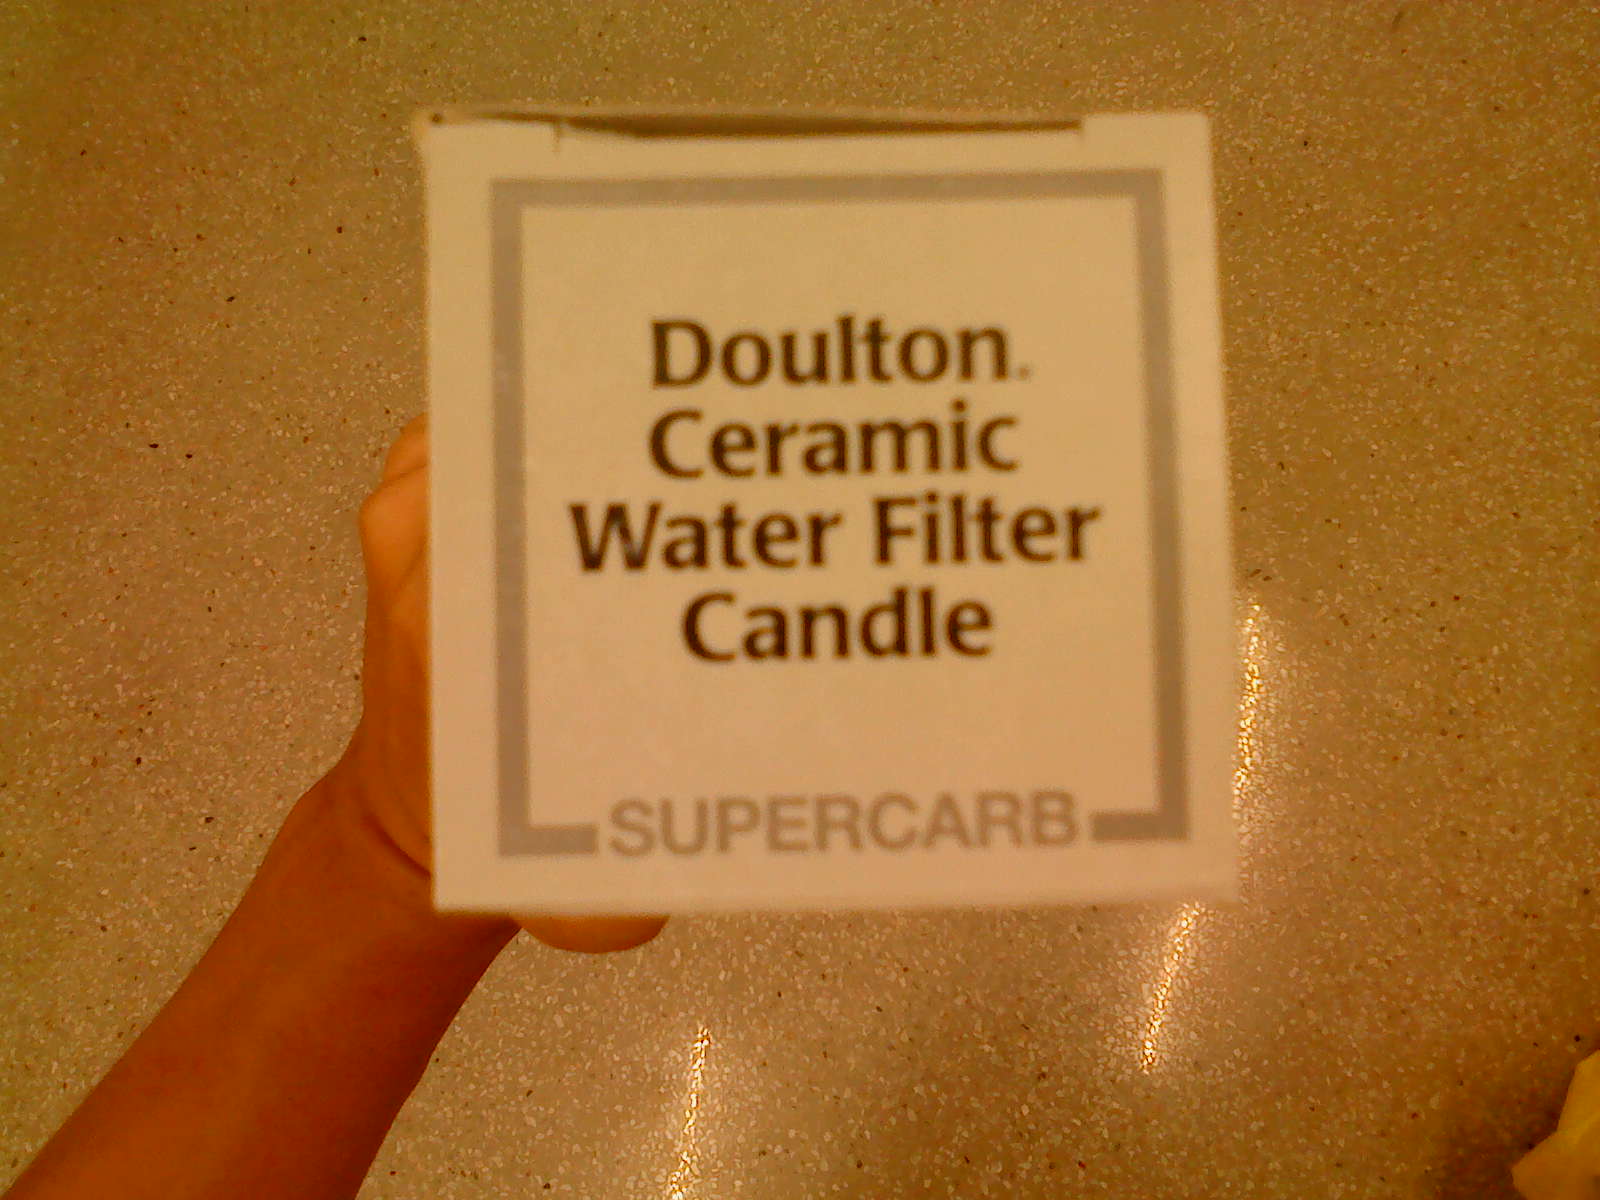 Doulton.
Ceramic
Water Filter
Candle
SUPERCARB